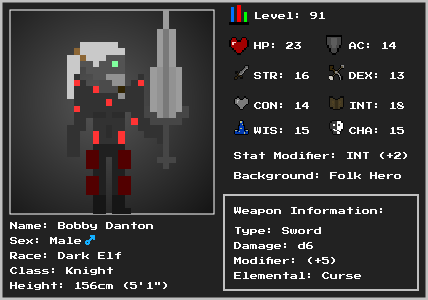 Level: 91
HP: 23 AC: 14
STR: 16 DEX: 13
CON: 14 INT: 18
WIS: 15 CHA: 15
Stat Modifier: INT (+2)
Background: Folk Hero
Name: Bobby Danton
Sex: Male ♂
Race: Dark Elf
Class: Knight
Height: 156cm (5'1")
Weapon Information:
Type: Sword
Damage: d6
Modifier: (+5)
Elemental: Curse